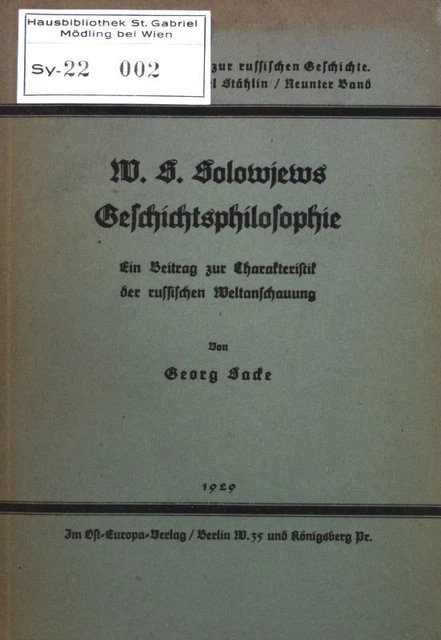 Hausbibliothek St. Gabriel
Mödling bei Wien
Sy-22 002
zur russischen Geschichte.
Stählin / Neunter Band
W. S. Solowjews
Geschichtsphilosophie
Ein Beitrag zur Charakteristik
der russischen Weltanschauung
Von
Georg Sacke
1929
Im Ost-Europa-Verlag / Berlin W. 35 und Königsberg Pr.